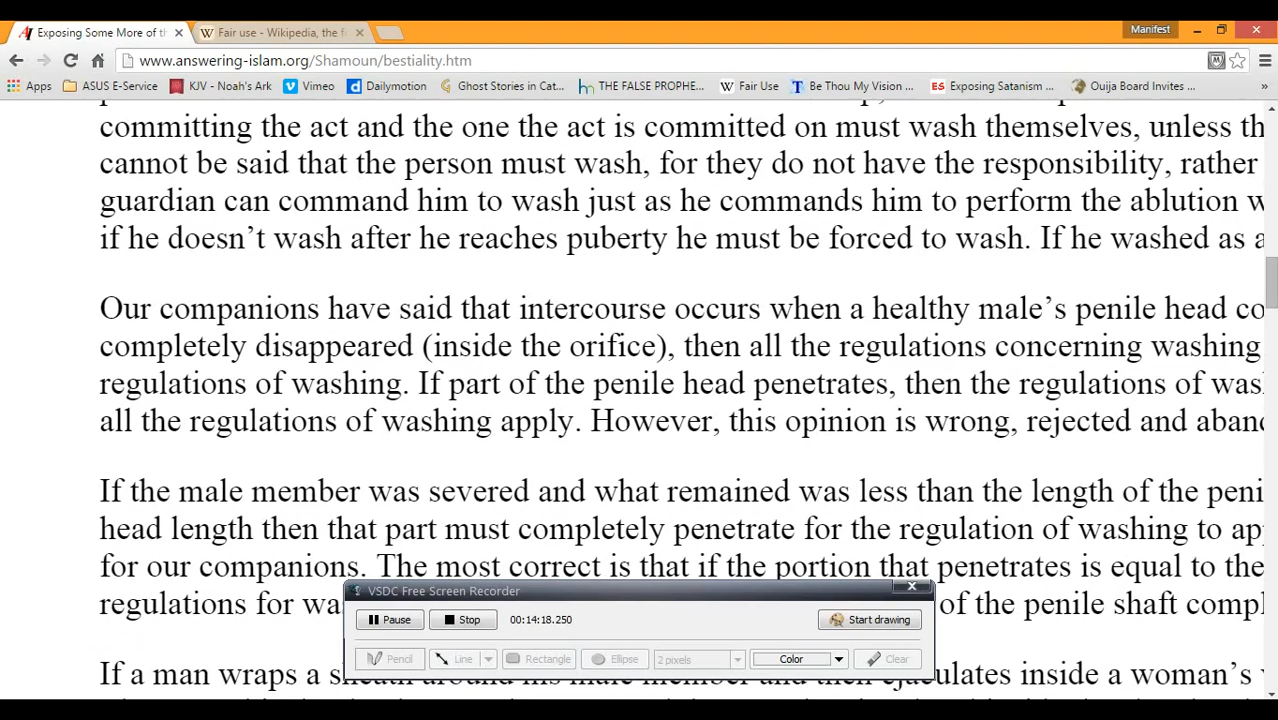 Manifest
Exposing Some More of th
Fair use - Wikipedia, the f
www.answering-islam.org/Shamoun/bestiality.htm
Apps ASUS E-Service KJV - Noah's Ark Vimeo Dailymotion Ghost Stories in Cat... THE FALSE PROPHE... Fair Use Be Thou My Vision ... Exposing Satanism ... Ouija Board Invites ... »
committing the act and the one the act is committed on must wash themselves, unless th
cannot be said that the person must wash, for they do not have the responsibility, rather
guardian can command him to wash just as he commands him to perform the ablution w
if he doesn’t wash after he reaches puberty he must be forced to wash. If he washed as a
Our companions have said that intercourse occurs when a healthy male’s penile head co
completely disappeared (inside the orifice), then all the regulations concerning washing
regulations of washing. If part of the penile head penetrates, then the regulations of was
all the regulations of washing apply. However, this opinion is wrong, rejected and aband
If the male member was severed and what remained was less than the length of the peni
head length then that part must completely penetrate for the regulation of washing to ap
for our companions. The most correct is that if the portion that penetrates is equal to the
regulations for wa of the penile shaft compl
If a man wraps a sheath around his male member and then ejaculates inside a woman’s v
VSDC Free Screen Recorder
Pause Stop 00:14:18.250 Start drawing
Pencil Line Rectangle Ellipse 2 pixels Color Clear